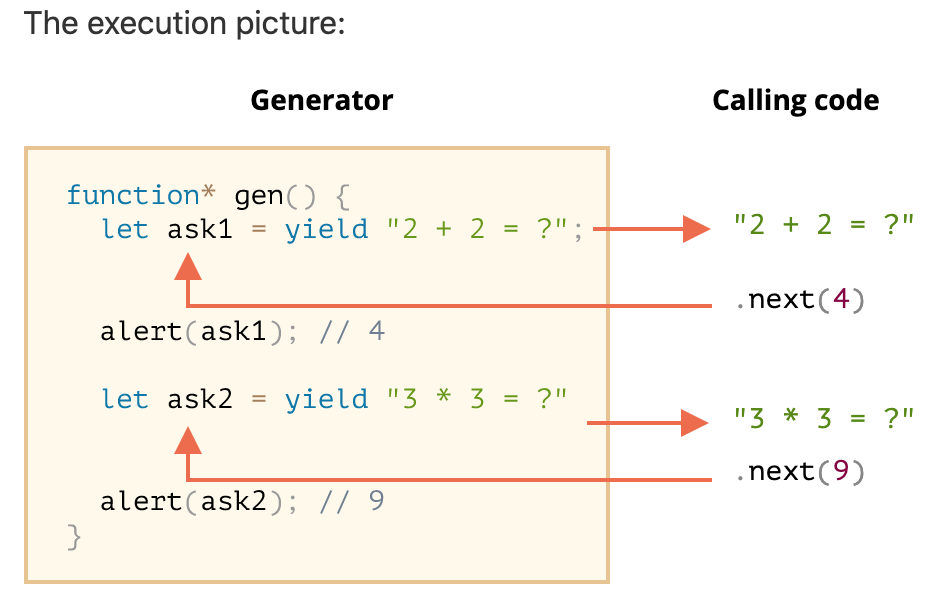 The execution picture:
Generator
Calling code
function* gen() {
let ask1 = yield "2 + 2 = ?";
"2 + 2 = ?"
.next(4)
alert(ask1); // 4
let ask2 = yield "3 * 3 = ?"
"3 * 3 = ?"
.next(9)
alert(ask2); // 9
}